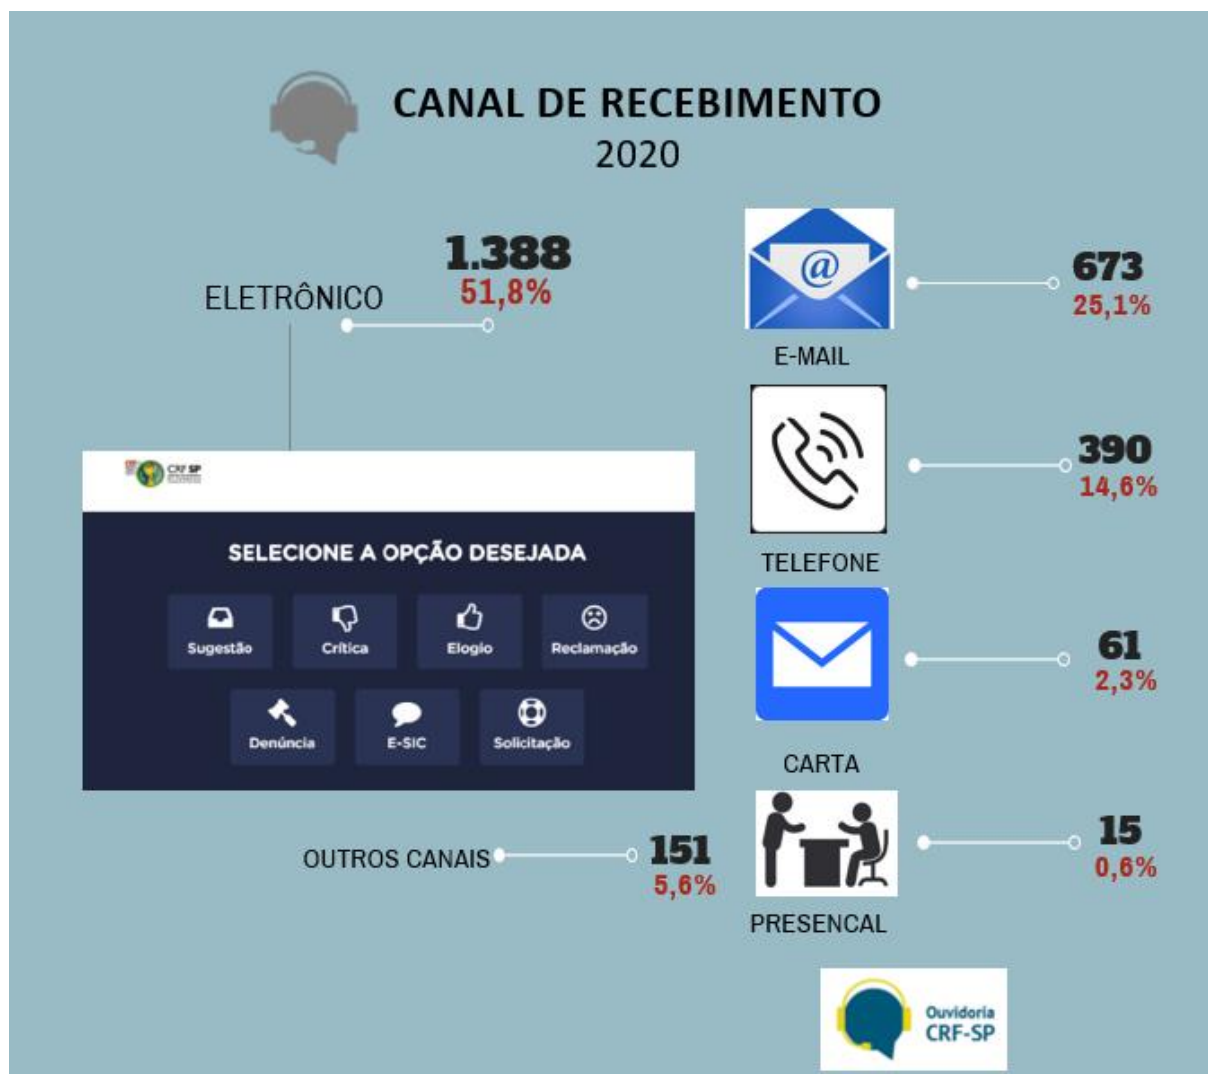 CANAL DE RECEBIMENTO
2020
ELETRÔNICO
1.388
51,8%
CRF SP
SELECIONE A OPÇÃO DESEJADA
Sugestão
Crítica
Elogio
Reclamação
Denúncia
E-SIC
Solicitação
OUTROS CANAIS
151
5,6%
@
E-MAIL
673
25,1%
TELEFONE
390
14,6%
CARTA
61
2,3%
PRESENCAL
15
0,6%
Ouvidoria
CRF-SP